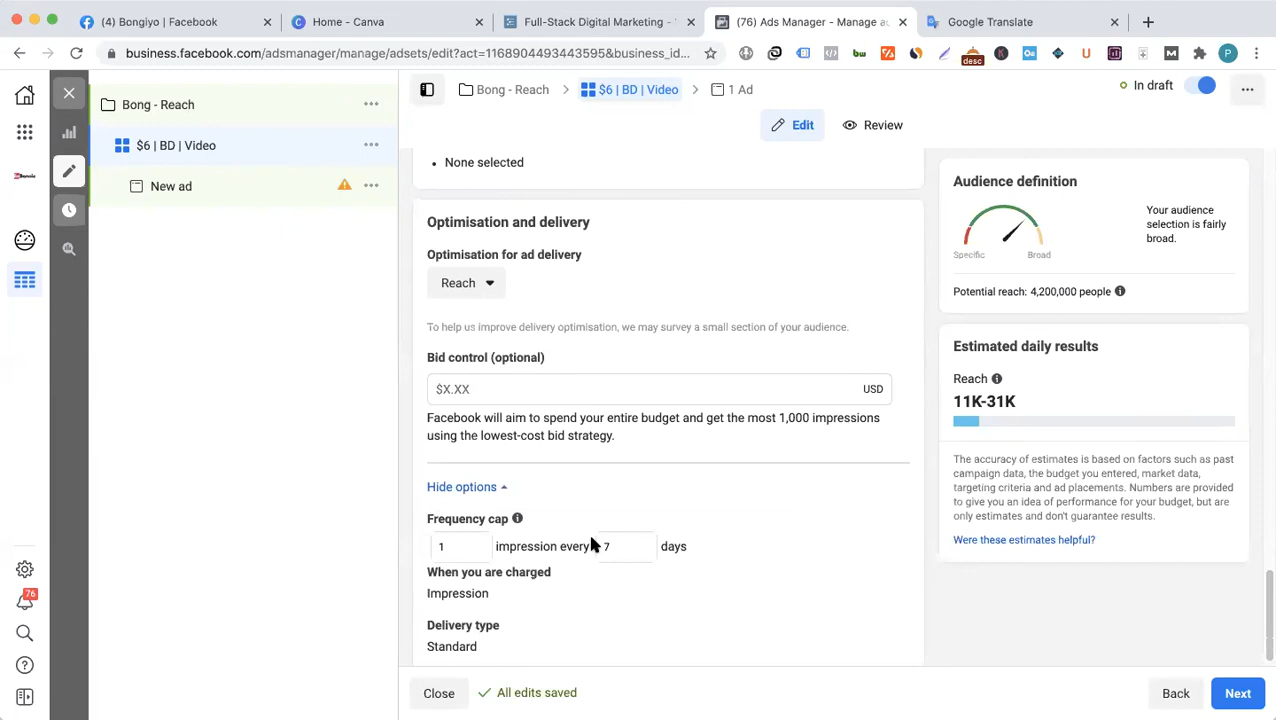 (4) Bongiyo | Facebook
Home - Canva
Full-Stack Digital Marketing -
(76) Ads Manager - Manage a
Google Translate
business.facebook.com/adsmanager/manage/adsets/edit?act=1168904493443595&business_id...
desc
P
Bong - Reach
$6 | BD | Video
1 Ad
In draft
Edit
Review
Bong - Reach
$6 | BD | Video
New ad
None selected
Optimisation and delivery
Optimisation for ad delivery
Reach
To help us improve delivery optimisation, we may survey a small section of your audience.
Bid control (optional)
$X.XX
USD
Facebook will aim to spend your entire budget and get the most 1,000 impressions
using the lowest-cost bid strategy.
Hide options
Frequency cap
1 impression every 7 days
When you are charged
Impression
Delivery type
Standard
Audience definition
Specific
Broad
Your audience
selection is fairly
broad.
Potential reach: 4,200,000 people
Estimated daily results
Reach
11K-31K
The accuracy of estimates is based on factors such as past
campaign data, the budget you entered, market data,
targeting criteria and ad placements. Numbers are provided
to give you an idea of performance for your budget, but are
only estimates and don't guarantee results.
Were these estimates helpful?
76
Close
All edits saved
Back
Next